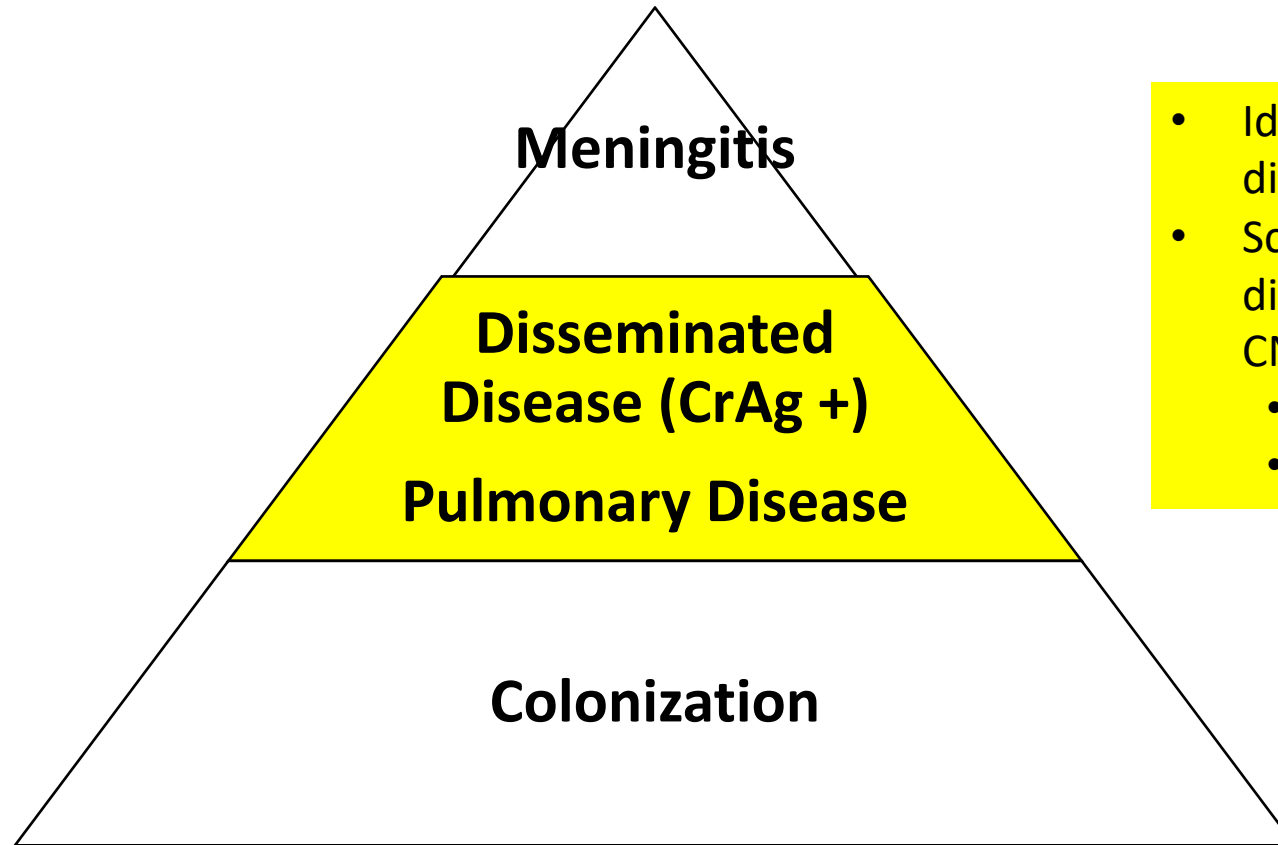 Meningitis
Disseminated
Disease (CrAg +)
Pulmonary Disease
Colonization
•
•
•
•